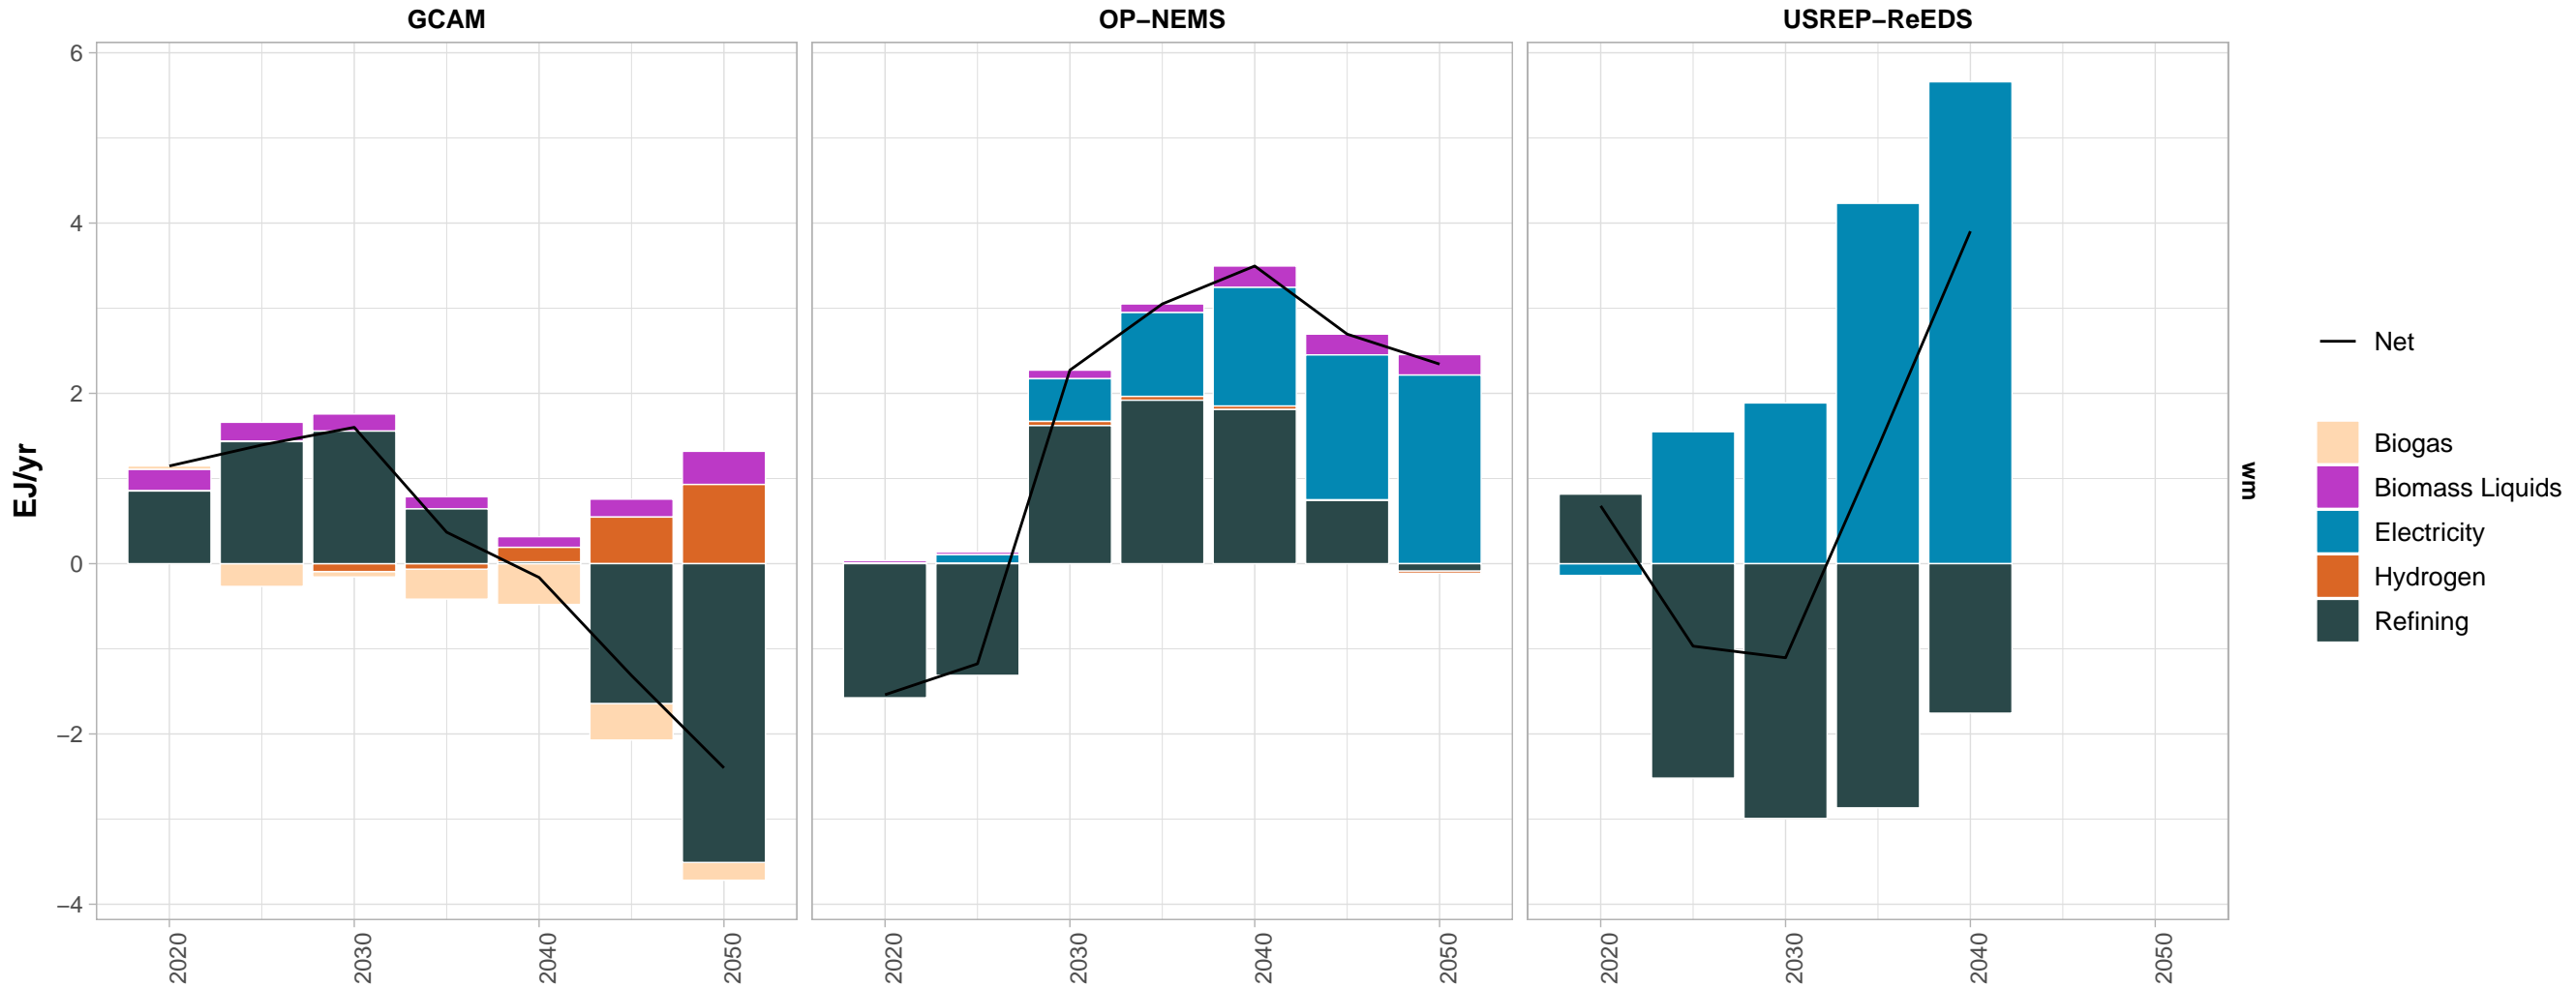 GCAM
OP−NEMS
USREP−ReEDS
EJ/yr
6
4
2
0
−2
−4
2020
2030
2040
2050
2020
2030
2040
2050
2020
2030
2040
2050
wm
Net
Biogas
Biomass Liquids
Electricity
Hydrogen
Refining